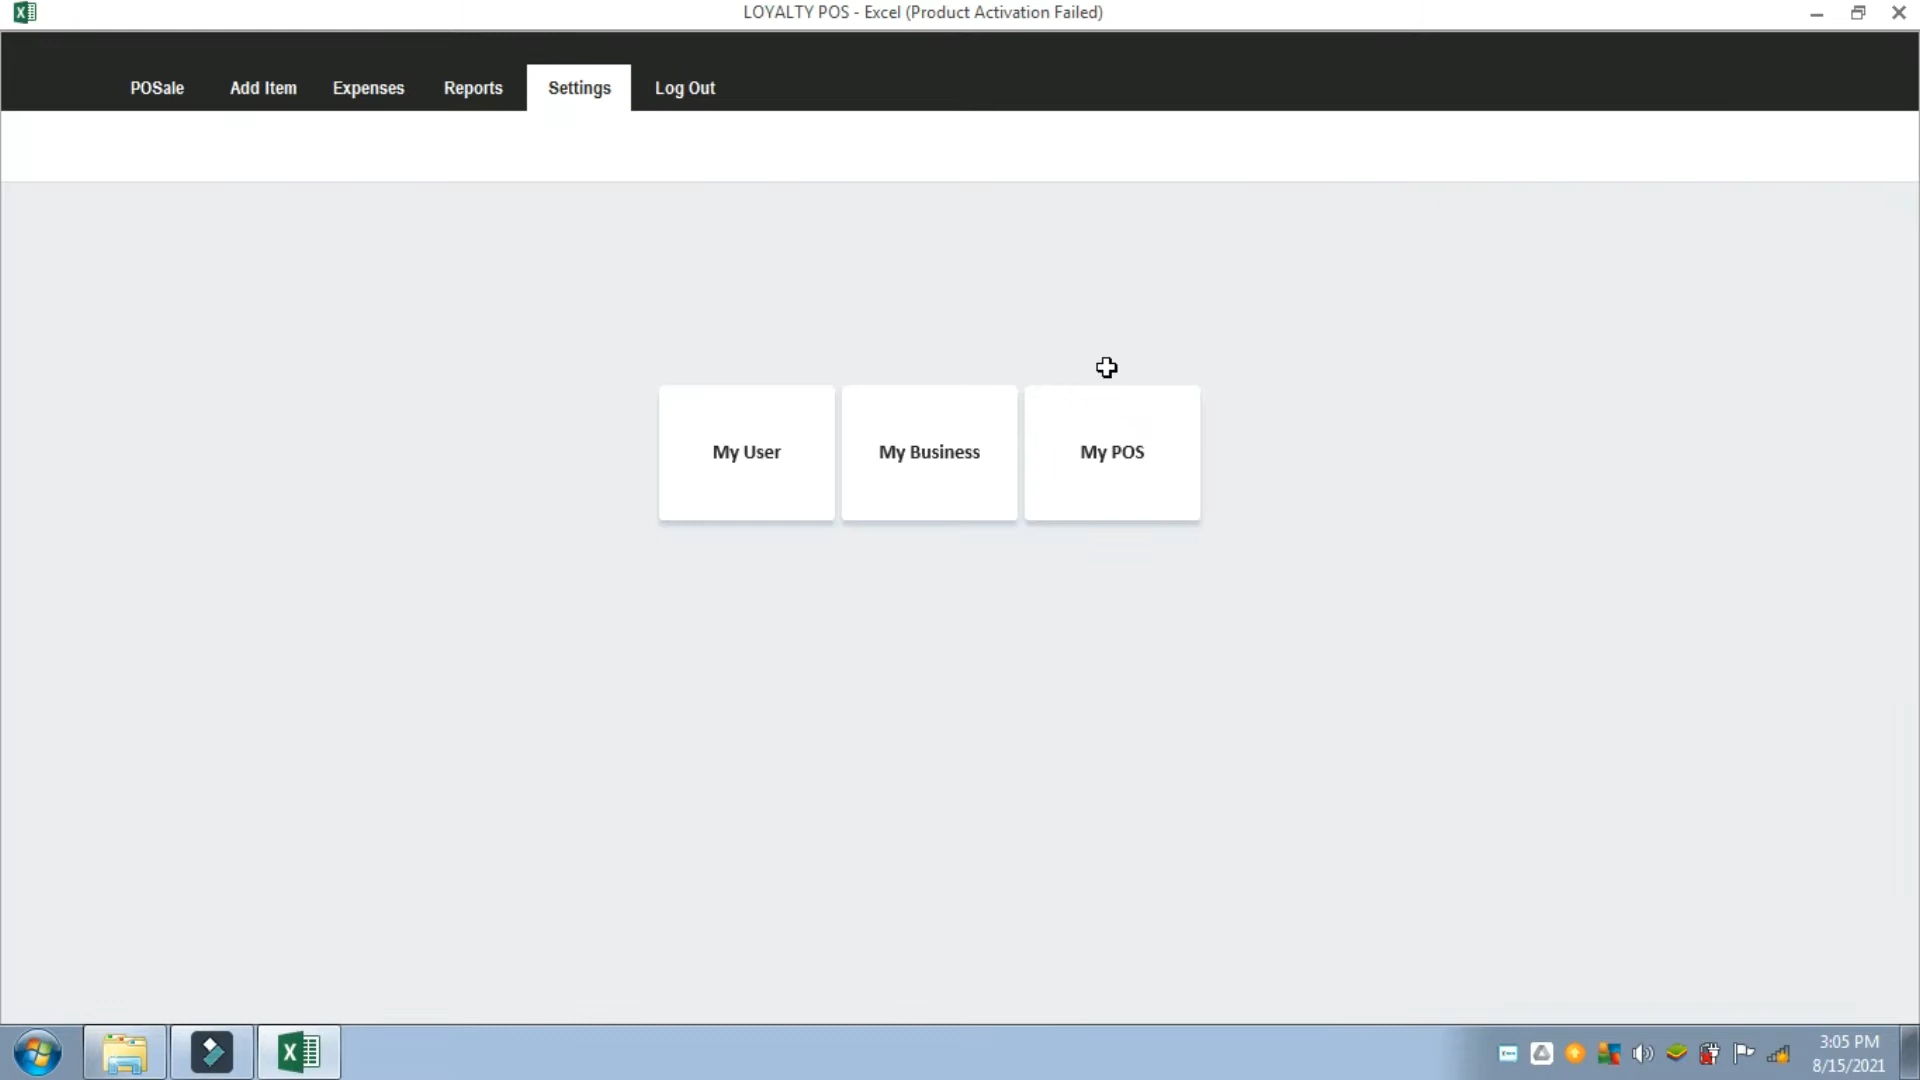 LOYALTY POS - Excel (Product Activation Failed)
POSale Add Item Expenses Reports Settings Log Out
My User My Business My POS
3:05 PM
8/15/2021